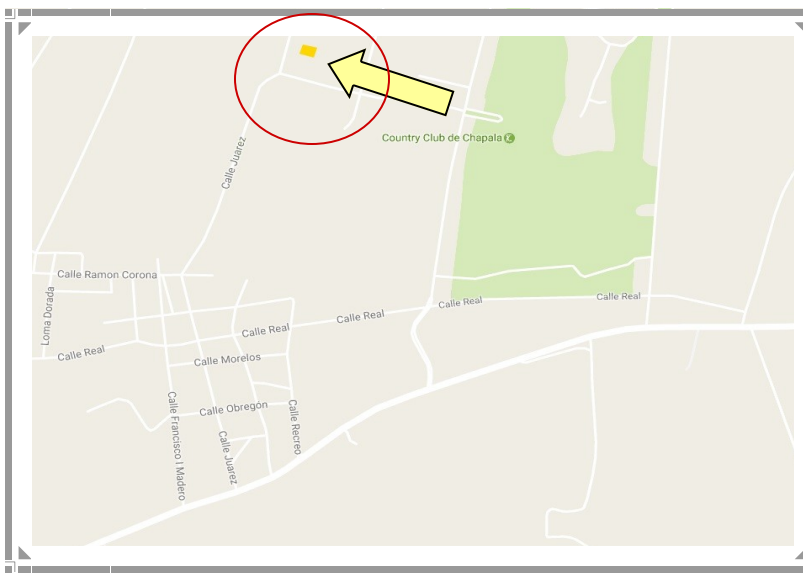 Country Club de Chapala
Calle Juarez
Calle Ramon Corona
Loma Dorada
Calle Real
Calle Real
Calle Real
Calle Real
Calle Real
Calle Morelos
Calle Obregón
Calle Francisco I Madero
Calle Juarez
Calle Recreo